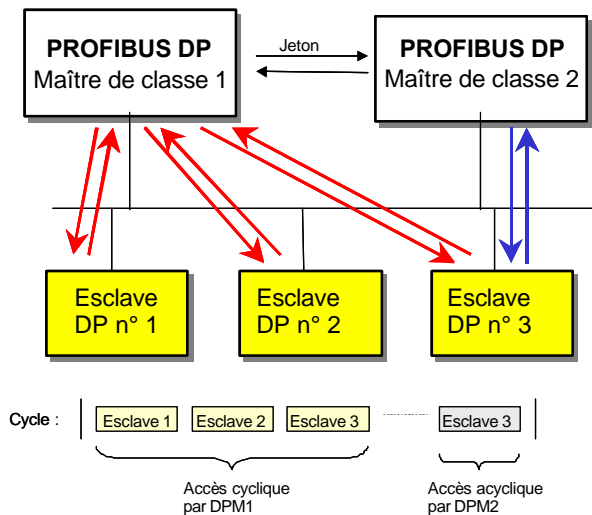 PROFIBUS DP
Maître de classe 1
Jeton
PROFIBUS DP
Maître de classe 2
Esclave
DP n° 1
Esclave
DP n° 2
Esclave
DP n° 3
Cycle :
Esclave 1
Esclave 2
Esclave 3
Esclave 3
Accès cyclique
par DPM1
Accès acyclique
par DPM2